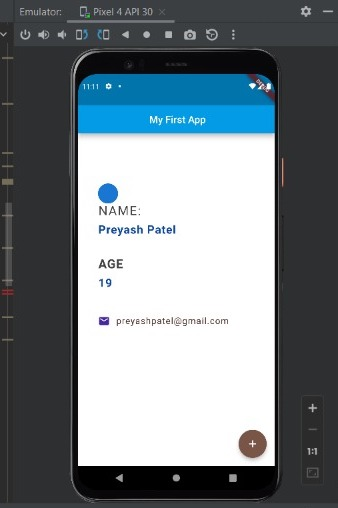 Emulator: Pixel 4 API 30
11:11
My First App
NAME:
Preyash Patel
AGE
19
preyashpatel@gmail.com
1:1